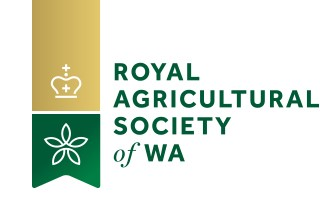 ROYAL
AGRICULTURAL
SOCIETY
of WA